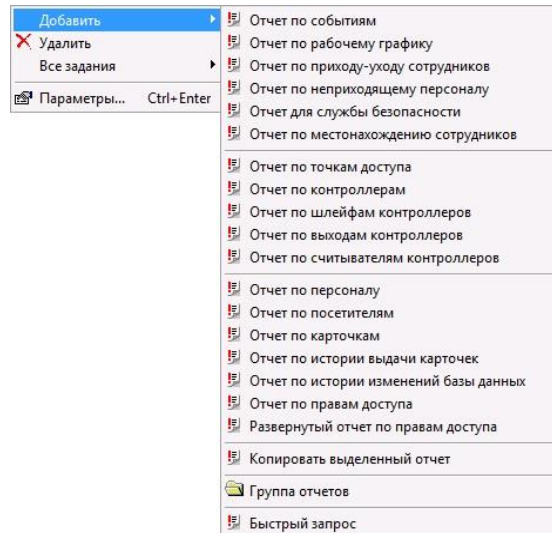 Добавить
Удалить
Все задания
Параметры... Ctrl+Enter
Отчет по событиям
Отчет по рабочему графику
Отчет по приходу-уходу сотрудников
Отчет по неприходящему персоналу
Отчет для службы безопасности
Отчет по местонахождению сотрудников
Отчет по точкам доступа
Отчет по контроллерам
Отчет по шлейфам контроллеров
Отчет по выходам контроллеров
Отчет по считывателям контроллеров
Отчет по персоналу
Отчет по посетителям
Отчет по карточкам
Отчет по истории выдачи карточек
Отчет по истории изменений базы данных
Отчет по правам доступа
Развернутый отчет по правам доступа
Копировать выделенный отчет
Группа отчетов
Быстрый запрос